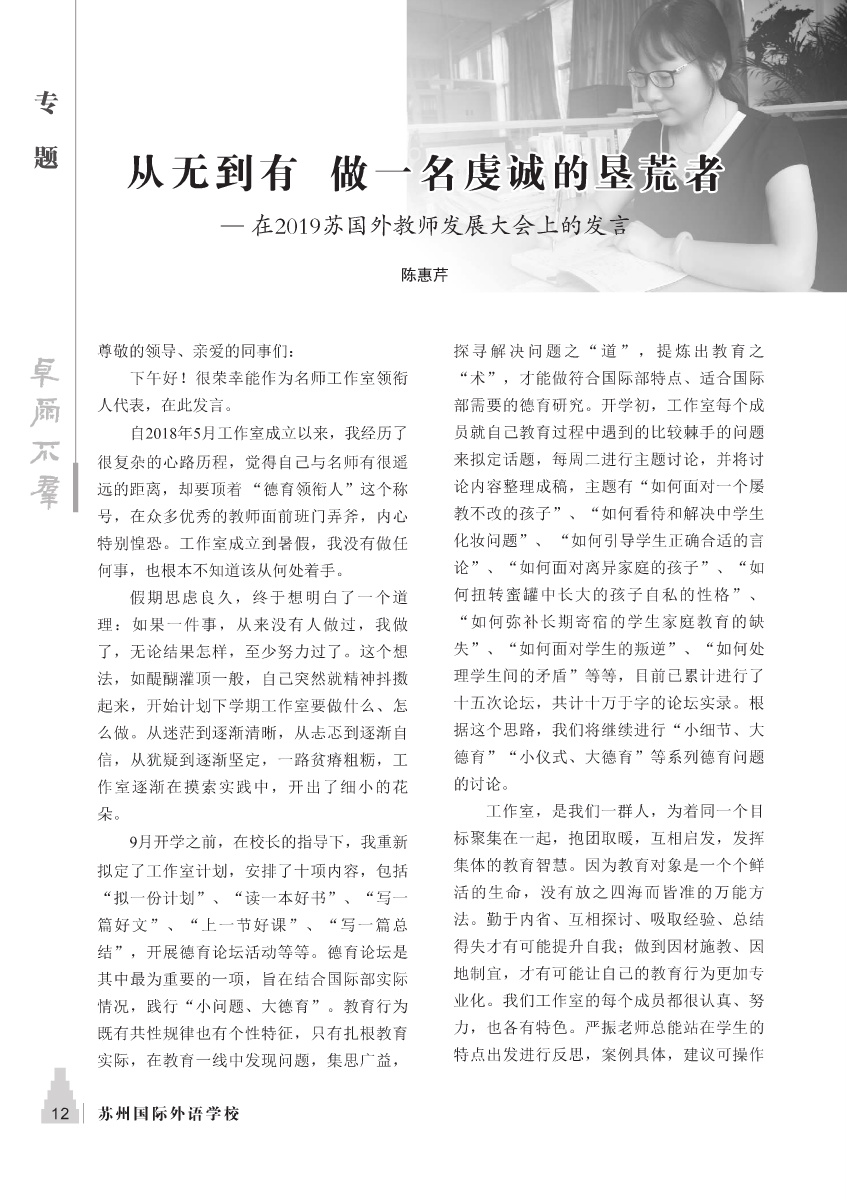 专
题
从无到有 做一名虔诚的垦荒者
— 在2019苏国外教师发展大会上的发言
陈惠芹
卓尔不群
尊敬的领导、亲爱的同事们：
下午好！很荣幸能作为名师工作室领衔
人代表，在此发言。
自2018年5月工作室成立以来，我经历了
很复杂的心路历程，觉得自己与名师有很遥
远的距离，却要顶着 “德育领衔人”这个称
号，在众多优秀的教师面前班门弄斧，内心
特别惶恐。工作室成立到暑假，我没有做任
何事，也根本不知道该从何处着手。
假期思虑良久，终于想明白了一个道
理：如果一件事，从来没有人做过，我做
了，无论结果怎样，至少努力过了。这个想
法，如醍醐灌顶一般，自己突然就精神抖擞
起来，开始计划下学期工作室要做什么、怎
么做。从迷茫到逐渐清晰，从忐忑到逐渐自
信，从犹疑到逐渐坚定，一路贫瘠粗粝，工
作室逐渐在摸索实践中，开出了细小的花
朵。
9月开学之前，在校长的指导下，我重新
拟定了工作室计划，安排了十项内容，包括
“拟一份计划”、“读一本好书”、“写一
篇好文”、“上一节好课”、“写一篇总
结”，开展德育论坛活动等等。德育论坛是
其中最为重要的一项，旨在结合国际部实际
情况，践行“小问题、大德育”。教育行为
既有共性规律也有个性特征，只有扎根教育
实际，在教育一线中发现问题，集思广益，
探寻解决问题之“道”，提炼出教育之
“术”，才能做符合国际部特点、适合国际
部需要的德育研究。开学初，工作室每个成
员就自己教育过程中遇到的比较棘手的问题
来拟定话题，每周二进行主题讨论，并将讨
论内容整理成稿，主题有“如何面对一个屡
教不改的孩子”、“如何看待和解决中学生
化妆问题”、 “如何引导学生正确合适的言
论”、“如何面对离异家庭的孩子”、“如
何扭转蜜罐中长大的孩子自私的性格”、
“如何弥补长期寄宿的学生家庭教育的缺
失”、“如何面对学生的叛逆”、“如何处
理学生间的矛盾”等等，目前已累计进行了
十五次论坛，共计十万于字的论坛实录。根
据这个思路，我们将继续进行“小细节、大
德育”“小仪式、大德育”等系列德育问题
的讨论。
工作室，是我们一群人，为着同一个目
标聚集在一起，抱团取暖，互相启发，发挥
集体的教育智慧。因为教育对象是一个个鲜
活的生命，没有放之四海而皆准的万能方
法。勤于内省、互相探讨、吸取经验、总结
得失才有可能提升自我；做到因材施教、因
地制宜，才有可能让自己的教育行为更加专
业化。我们工作室的每个成员都很认真、努
力，也各有特色。严振老师总能站在学生的
特点出发进行反思，案例具体，建议可操作
12
苏州国际外语学校